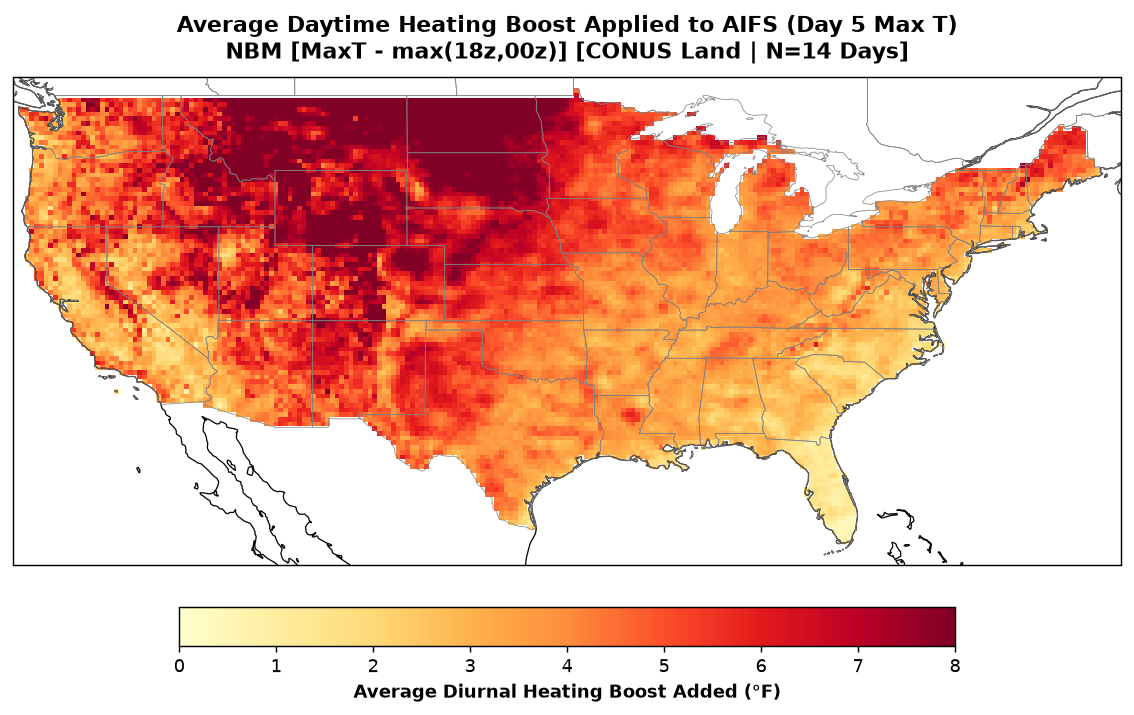 Average Daytime Heating Boost Applied to AIFS (Day 5 Max T)
NBM [MaxT - max(18z,00z)] [CONUS Land | N=14 Days]
0 1 2 3 4 5 6 7 8
Average Diurnal Heating Boost Added (°F)